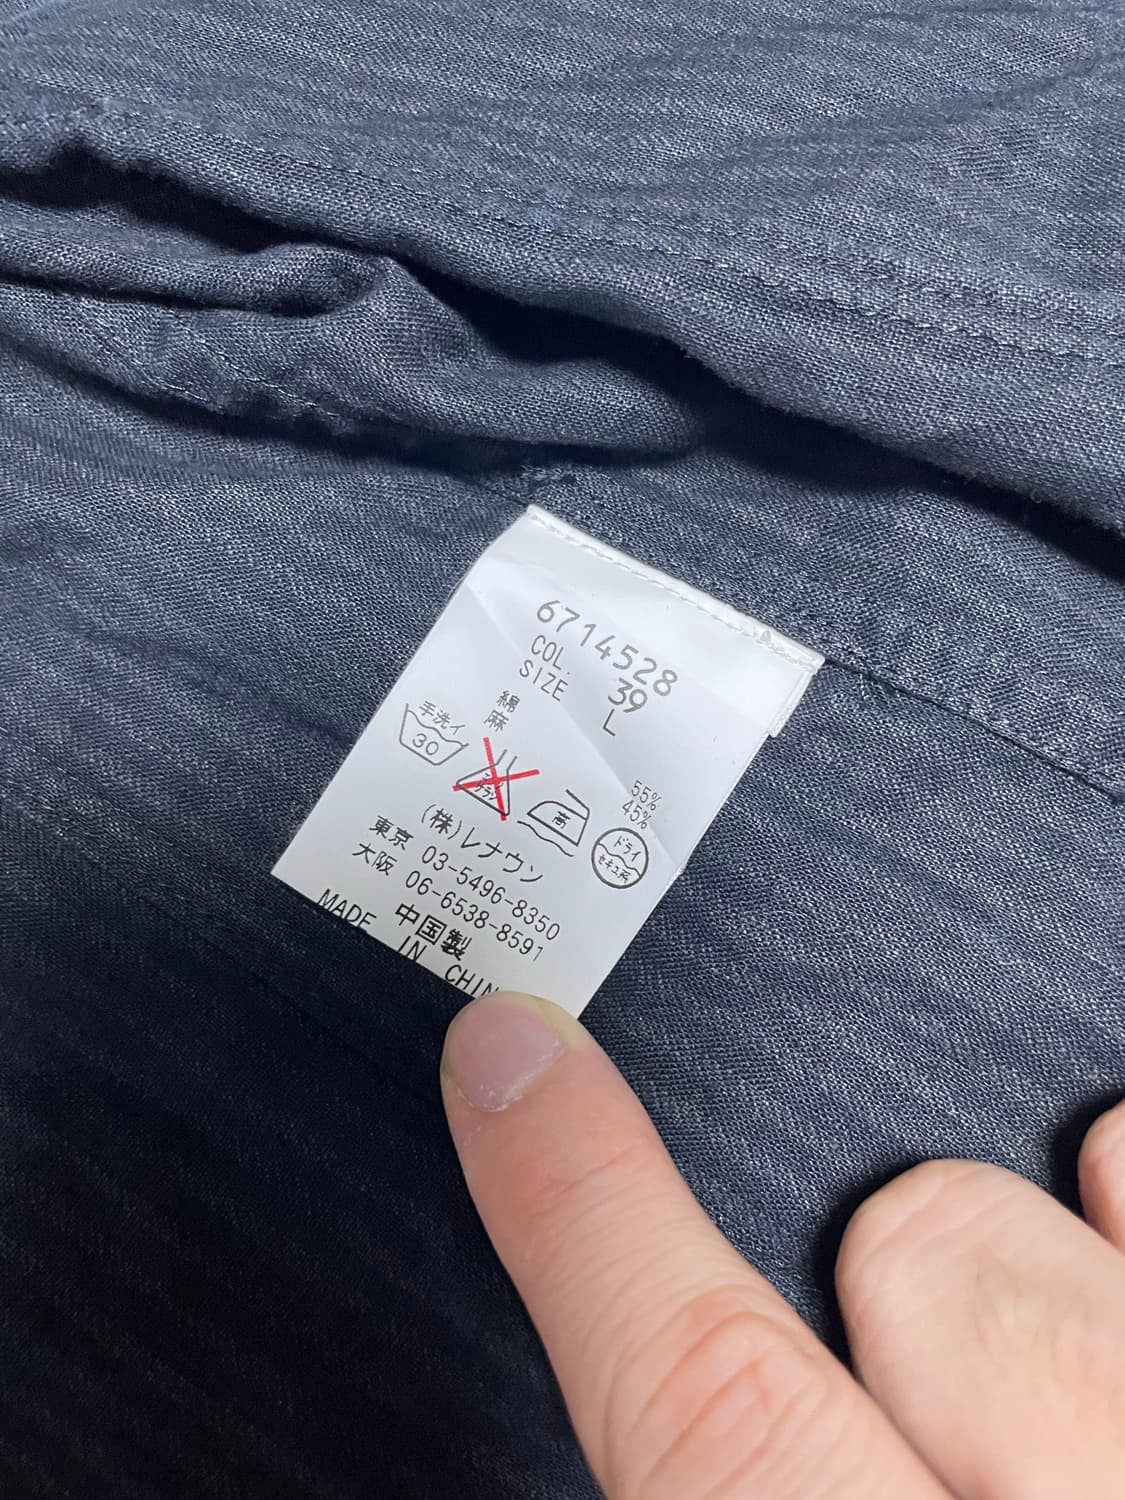 6714528
COL. 39
SIZE L
綿 55%
麻 45%
手洗イ
30
高
ドライ
セキユ系
(株)レナウン
東京 03-5496-8350
大阪 06-6538-8591
中国製
MADE IN CHIN